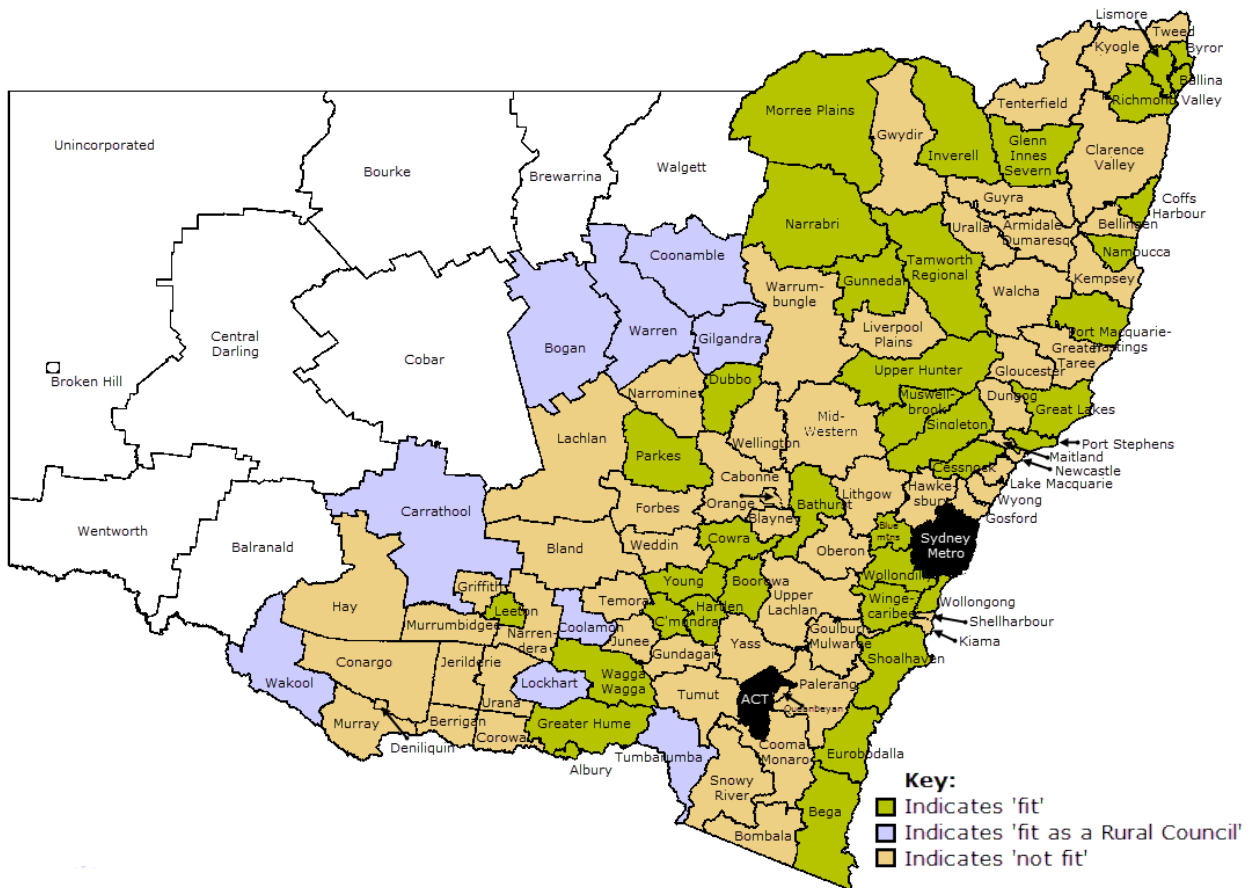 Lismore
Tweed
Kyogle
Byror
Ballina
Richmond Valley
Morree Plains
Tenterfield
Gwydir
Unincorporated
Bourke
Brewarrina
Walgett
Inverell
Glenn
Innes
Severn
Clarence
Valley
Guyra
Coffs
Harbour
Narrabri
Uralla
Armidale
Dumaresq
Bellingen
Namoucca
Coonamble
Tamworth
Regional
Gunnedar
Kempsey
Warrum-
bungle
Walcha
Central
Darling
Cobar
Bogan
Warren
Gilgandra
Liverpool
Plains
Port Macquarie-
Hastings
Great
Taree
Gloucester
Broken Hill
Dubbo
Upper Hunter
Narromine
Muswell-
brook
Dungog
Great Lakes
Mid-
Western
Singleton
Lachlan
Wellington
Parkes
Port Stephens
Maitland
Newcastle
Cessnock
Lake Macquarie
Cabonne
Orange
Lithgow
Hawke-
sbury
Wyong
Carrathool
Forbes
Blayney
Bathurst
Gosford
Wentworth
Balranald
Bland
Weddin
Cowra
Oberon
Blue
mtns
Sydney
Metro
Griffith
Young
Boorowa
Wollondil
Hay
Leeton
Temora
Upper
Lachlan
Winge-
caribee
Wollongong
Murrumbidgee
Narren-
dera
Coolamon
C'mandra
Harden
Shellharbour
Junee
Goulbun
Mulwaree
Kiama
Conargo
Jerilderie
Gundagai
Yass
Shoalhaven
Wakool
Urana
Lockhart
Wagga
Wagga
Tumut
ACT
Palerang
Queanbeyan
Murray
Berrigan
Corowa
Greater Hume
Deniliquin
Albury
Tumbarumba
Cooma
Monaro
Eurobodalla
Snowy
River
Bega
Bombala
Key:
Indicates 'fit'
Indicates 'fit as a Rural Council'
Indicates 'not fit'